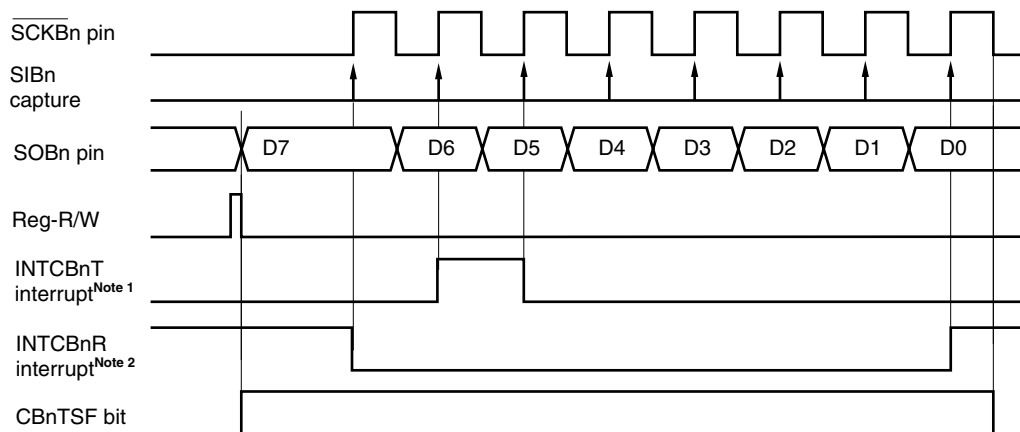 SCKBn pin
SIBn
capture
SOBn pin
D7
D6
D5
D4
D3
D2
D1
D0
Reg-R/W
INTCBnT
interruptNote 1
INTCBnR
interruptNote 2
CBnTSF bit